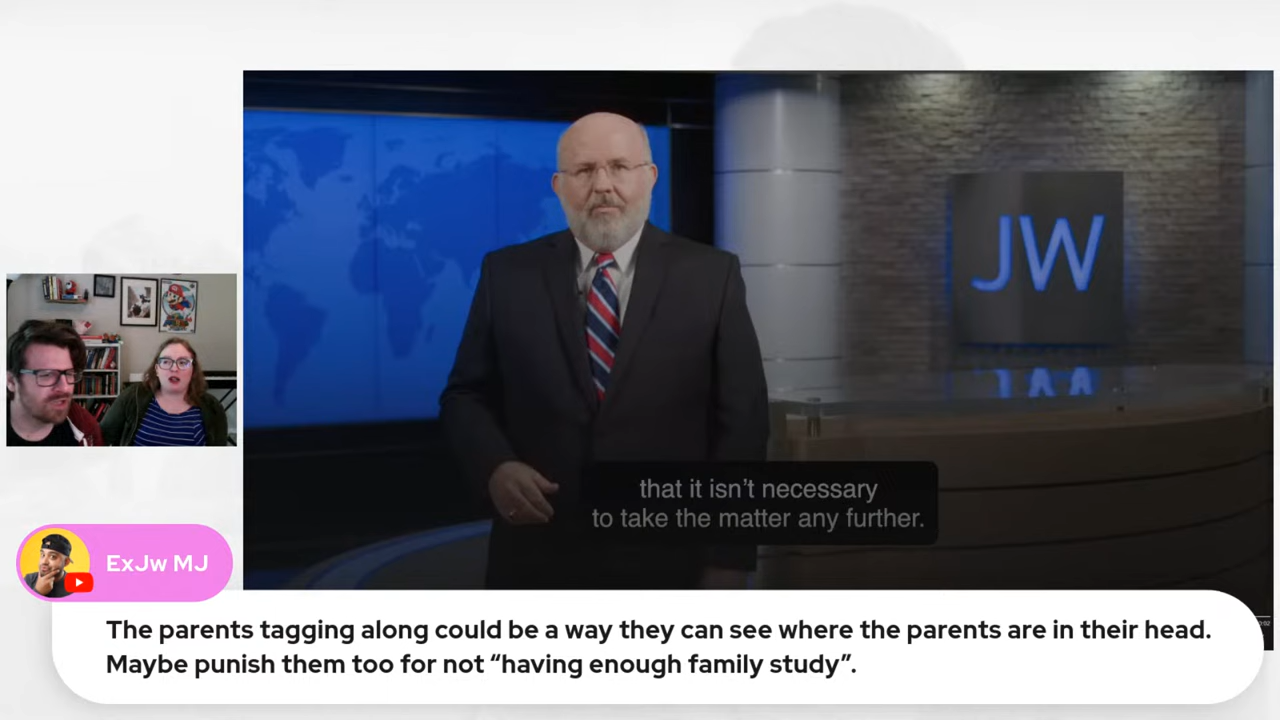 JW
that it isn't necessary
to take the matter any further.
ExJw MJ
The parents tagging along could be a way they can see where the parents are in their head.
Maybe punish them too for not “having enough family study”.